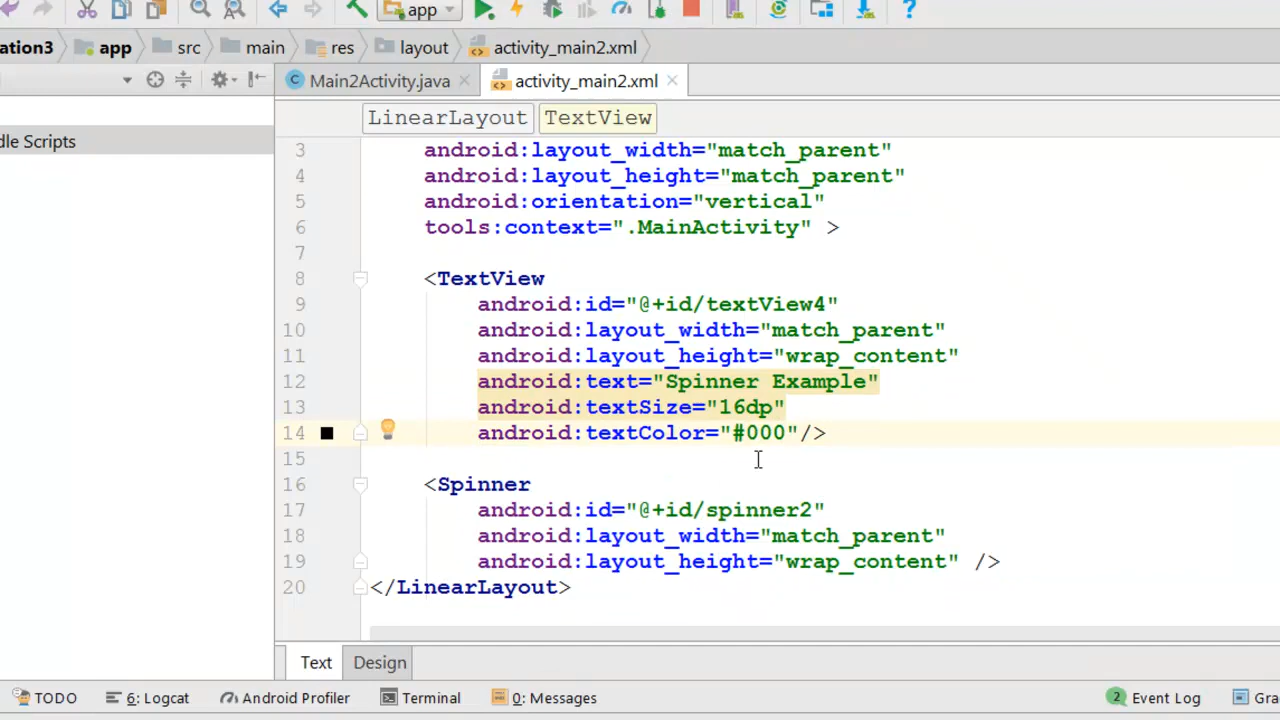 app
ation3 app src main res layout activity_main2.xml
Main2Activity.java activity_main2.xml
LinearLayout TextView
dle Scripts
3 android:layout_width="match_parent"
4 android:layout_height="match_parent"
5 android:orientation="vertical"
6 tools:context=".MainActivity" >
7
8 <TextView
9 android:id="@+id/textView4"
10 android:layout_width="match_parent"
11 android:layout_height="wrap_content"
12 android:text="Spinner Example"
13 android:textSize="16dp"
14 android:textColor="#000"/>
15
16 <Spinner
17 android:id="@+id/spinner2"
18 android:layout_width="match_parent"
19 android:layout_height="wrap_content" />
20 </LinearLayout>
Text Design
TODO 6: Logcat Android Profiler Terminal 0: Messages 2 Event Log Gra